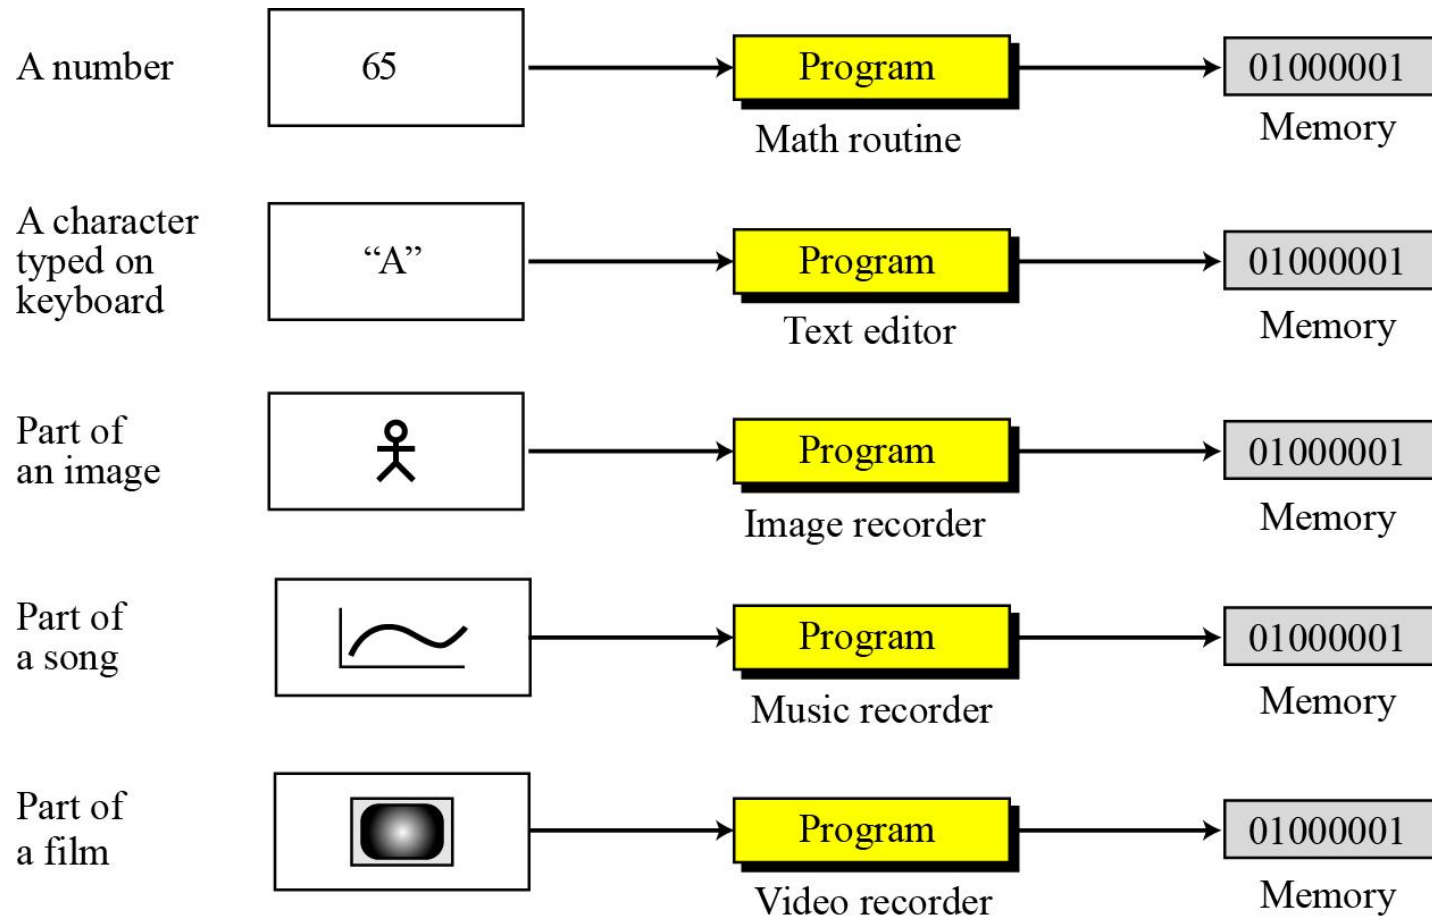 A number
65
Program
Math routine
01000001
Memory
A character
typed on
keyboard
“A”
Program
Text editor
01000001
Memory
Part of
an image
Program
Image recorder
01000001
Memory
Part of
a song
Program
Music recorder
01000001
Memory
Part of
a film
Program
Video recorder
01000001
Memory